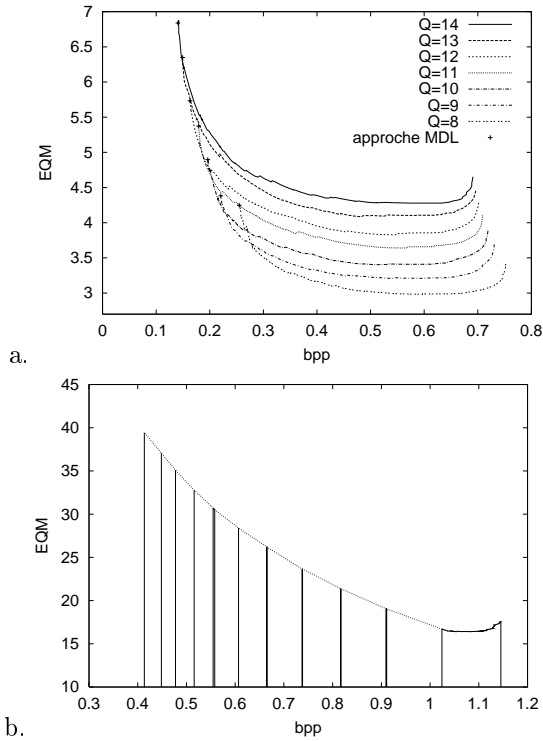 7
6.5
6
5.5
5
4.5
4
3.5
3
EQM
Q=14
Q=13
Q=12
Q=11
Q=10
Q=9
Q=8
approche MDL
0 0.1 0.2 0.3 0.4 0.5 0.6 0.7 0.8
bpp
a.
45
40
35
30
25
20
15
10
EQM
0.3 0.4 0.5 0.6 0.7 0.8 0.9 1 1.1 1.2
bpp
b.